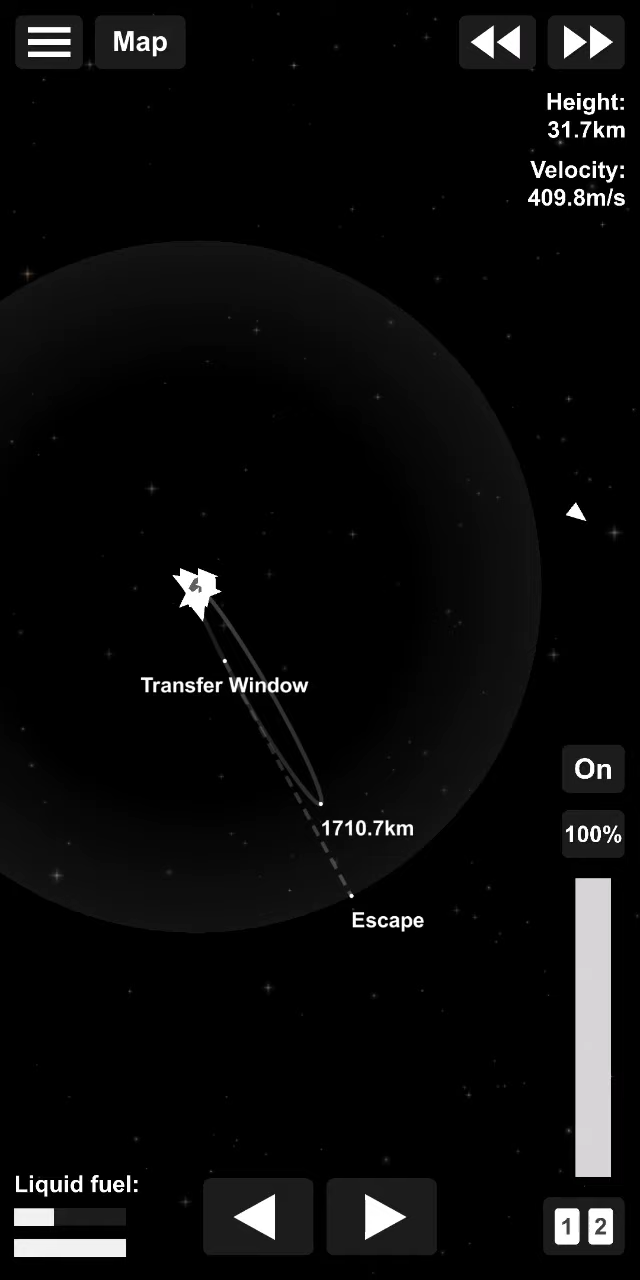 Map
Height:
31.7km
Velocity:
409.8m/s
Transfer Window
1710.7km
Escape
On
100%
Liquid fuel:
1 2